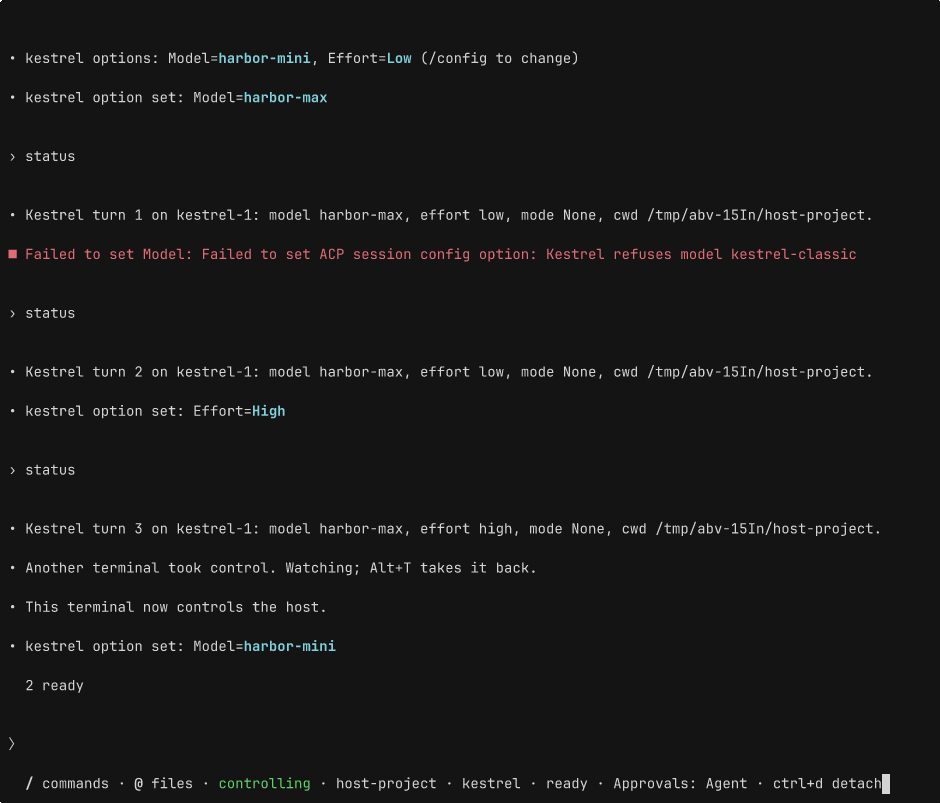 • kestrel options: Model=harbor-mini, Effort=Low (/config to change)
• kestrel option set: Model=harbor-max
› status
• Kestrel turn 1 on kestrel-1: model harbor-max, effort low, mode None, cwd /tmp/abv-15In/host-project.
■ Failed to set Model: Failed to set ACP session config option: Kestrel refuses model kestrel-classic
› status
• Kestrel turn 2 on kestrel-1: model harbor-max, effort low, mode None, cwd /tmp/abv-15In/host-project.
• kestrel option set: Effort=High
› status
• Kestrel turn 3 on kestrel-1: model harbor-max, effort high, mode None, cwd /tmp/abv-15In/host-project.
• Another terminal took control. Watching; Alt+T takes it back.
• This terminal now controls the host.
• kestrel option set: Model=harbor-mini
2 ready
〉
/ commands · @ files · controlling · host-project · kestrel · ready · Approvals: Agent · ctrl+d detach